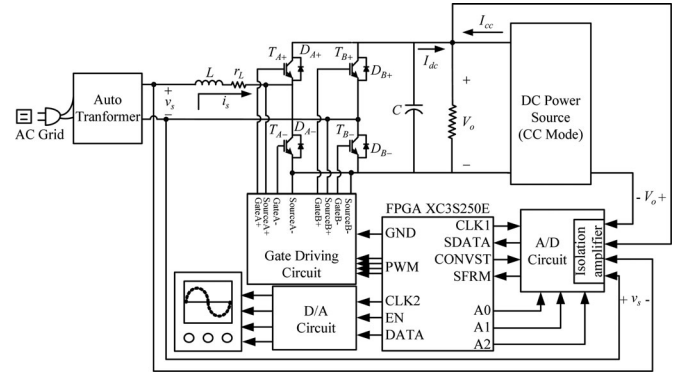 AC Grid
Auto
Tranformer
+
v_s
−
L
r_L
i_s
T_A+
D_A+
T_B+
D_B+
T_A−
D_A−
T_B−
D_B−
C
I_dc
I_cc
+
V_o
−
DC Power
Source
(CC Mode)
- V_o +
GateA+
SourceA+
GateA-
SourceA-
GateB+
SourceB+
GateB-
SourceB-
Gate Driving
Circuit
FPGA XC3S250E
GND
PWM
CLK2
EN
DATA
CLK1
SDATA
CONVST
SFRM
A0
A1
A2
A/D
Circuit
Isolation
amplifier
+ v_s -
D/A
Circuit